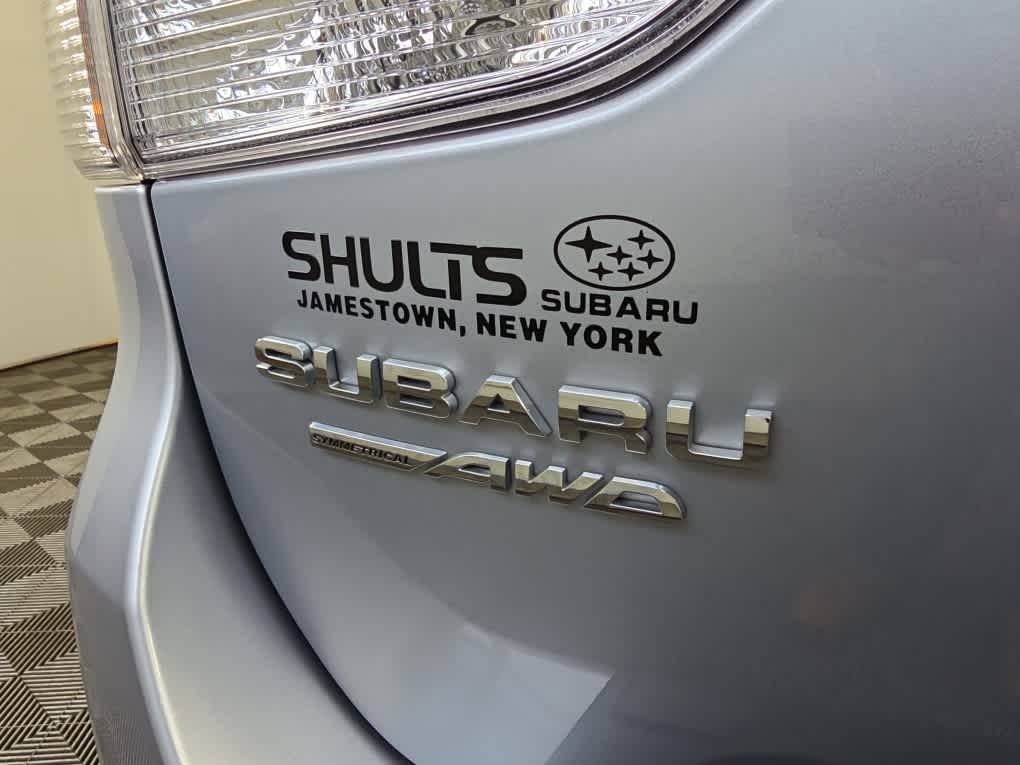 SHULTS
SUBARU
JAMESTOWN, NEW YORK
SUBARU
SYMMETRICAL AWD